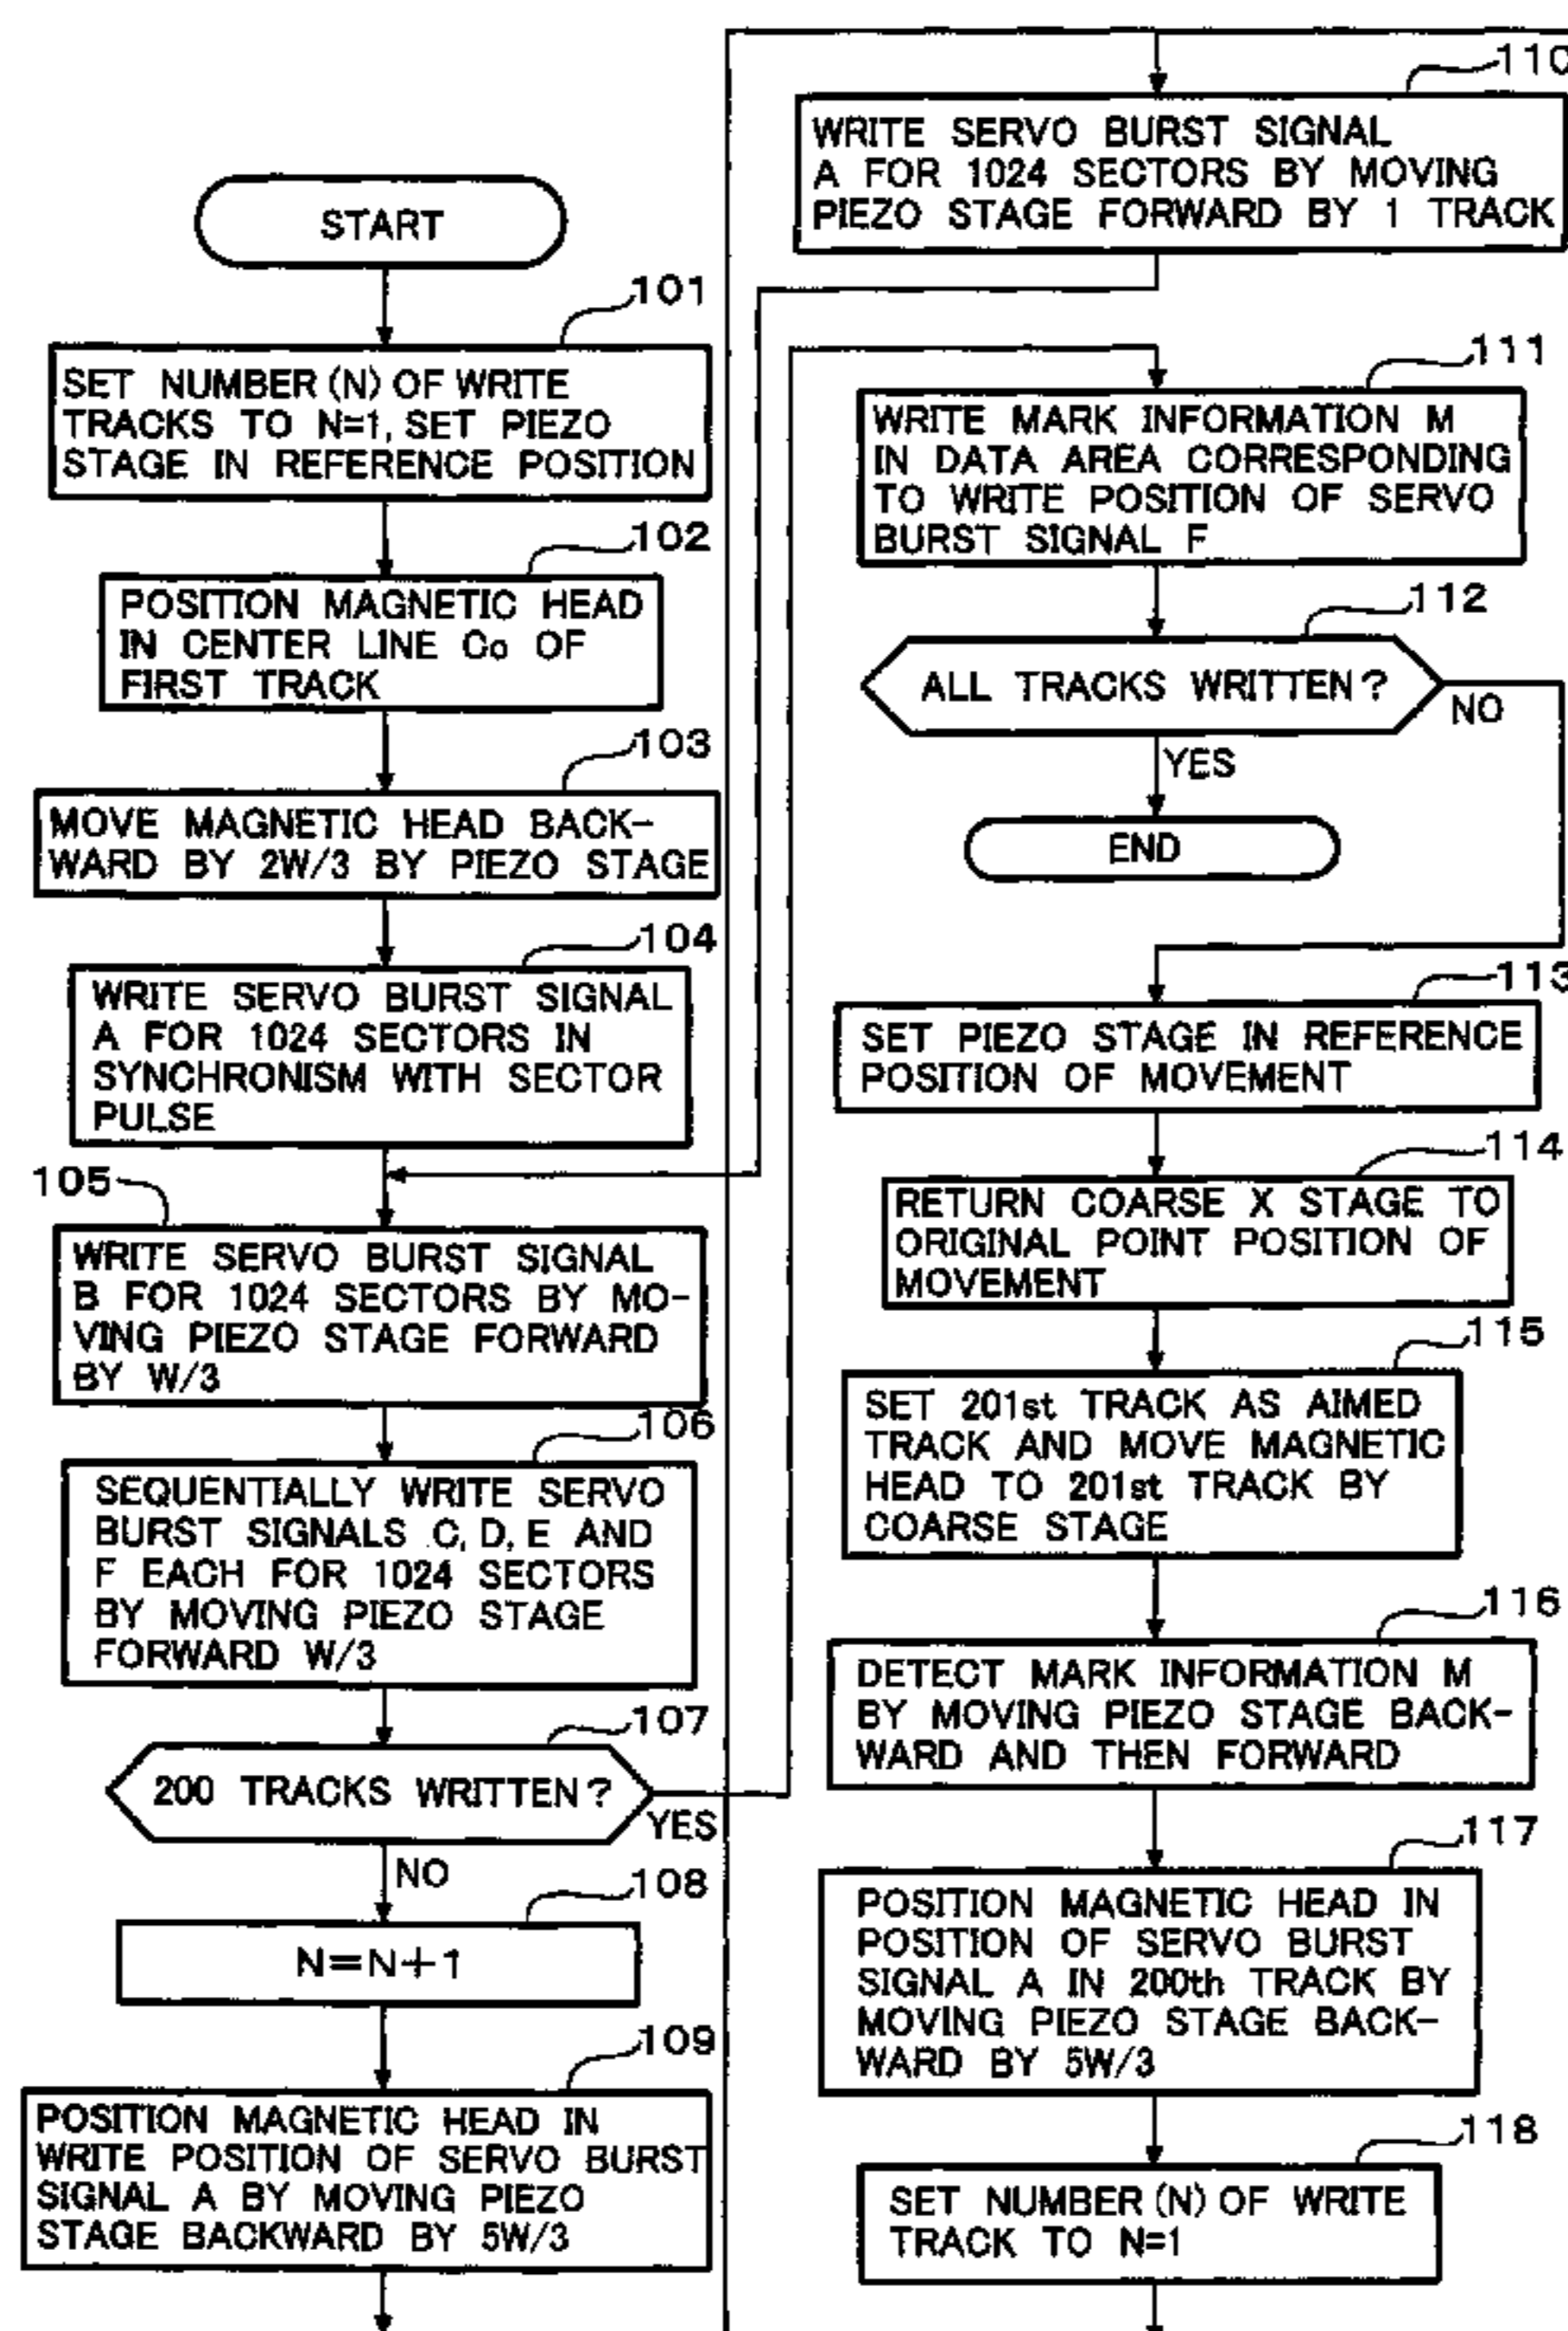 START
101
SET NUMBER (N) OF WRITE
TRACKS TO N=1, SET PIEZO
STAGE IN REFERENCE POSITION
102
POSITION MAGNETIC HEAD
IN CENTER LINE Co OF
FIRST TRACK
103
MOVE MAGNETIC HEAD BACK-
WARD BY 2W/3 BY PIEZO STAGE
104
WRITE SERVO BURST SIGNAL
A FOR 1024 SECTORS IN
SYNCHRONISM WITH SECTOR
PULSE
105
WRITE SERVO BURST SIGNAL
B FOR 1024 SECTORS BY MO-
VING PIEZO STAGE FORWARD
BY W/3
106
SEQUENTIALLY WRITE SERVO
BURST SIGNALS C, D, E AND
F EACH FOR 1024 SECTORS
BY MOVING PIEZO STAGE
FORWARD W/3
107
200 TRACKS WRITTEN?
YES
NO
108
N=N+1
109
POSITION MAGNETIC HEAD IN
WRITE POSITION OF SERVO BURST
SIGNAL A BY MOVING PIEZO
STAGE BACKWARD BY 5W/3
110
WRITE SERVO BURST SIGNAL
A FOR 1024 SECTORS BY MOVING
PIEZO STAGE FORWARD BY 1 TRACK
111
WRITE MARK INFORMATION M
IN DATA AREA CORRESPONDING
TO WRITE POSITION OF SERVO
BURST SIGNAL F
112
ALL TRACKS WRITTEN?
NO
YES
END
113
SET PIEZO STAGE IN REFERENCE
POSITION OF MOVEMENT
114
RETURN COARSE X STAGE TO
ORIGINAL POINT POSITION OF
MOVEMENT
115
SET 201st TRACK AS AIMED
TRACK AND MOVE MAGNETIC
HEAD TO 201st TRACK BY
COARSE STAGE
116
DETECT MARK INFORMATION M
BY MOVING PIEZO STAGE BACK-
WARD AND THEN FORWARD
117
POSITION MAGNETIC HEAD IN
POSITION OF SERVO BURST
SIGNAL A IN 200th TRACK BY
MOVING PIEZO STAGE BACK-
WARD BY 5W/3
118
SET NUMBER (N) OF WRITE
TRACK TO N=1